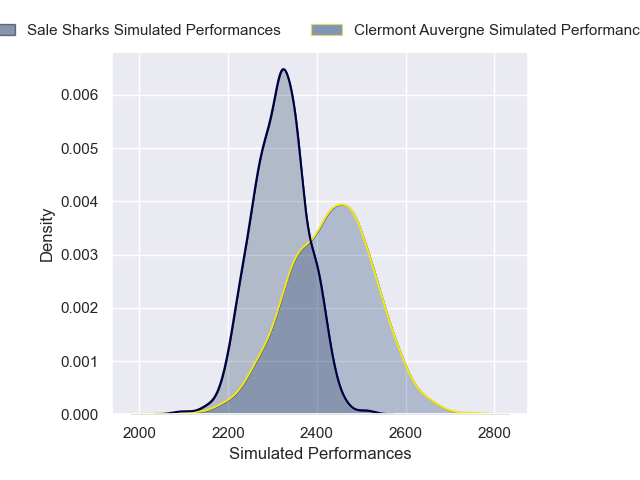 Sale Sharks Simulated Performances Clermont Auvergne Simulated Performanc
0.006
0.005
0.004
0.003
0.002
0.001
0.000
Density
2000 2200 2400 2600 2800
Simulated Performances